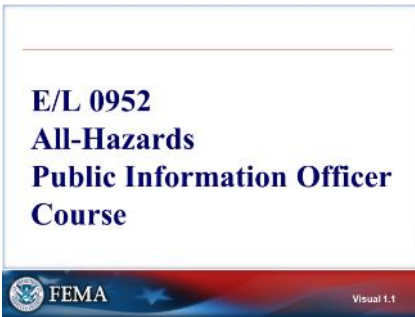 E/L 0952
All-Hazards
Public Information Officer
Course
FEMA
Visual 1.1